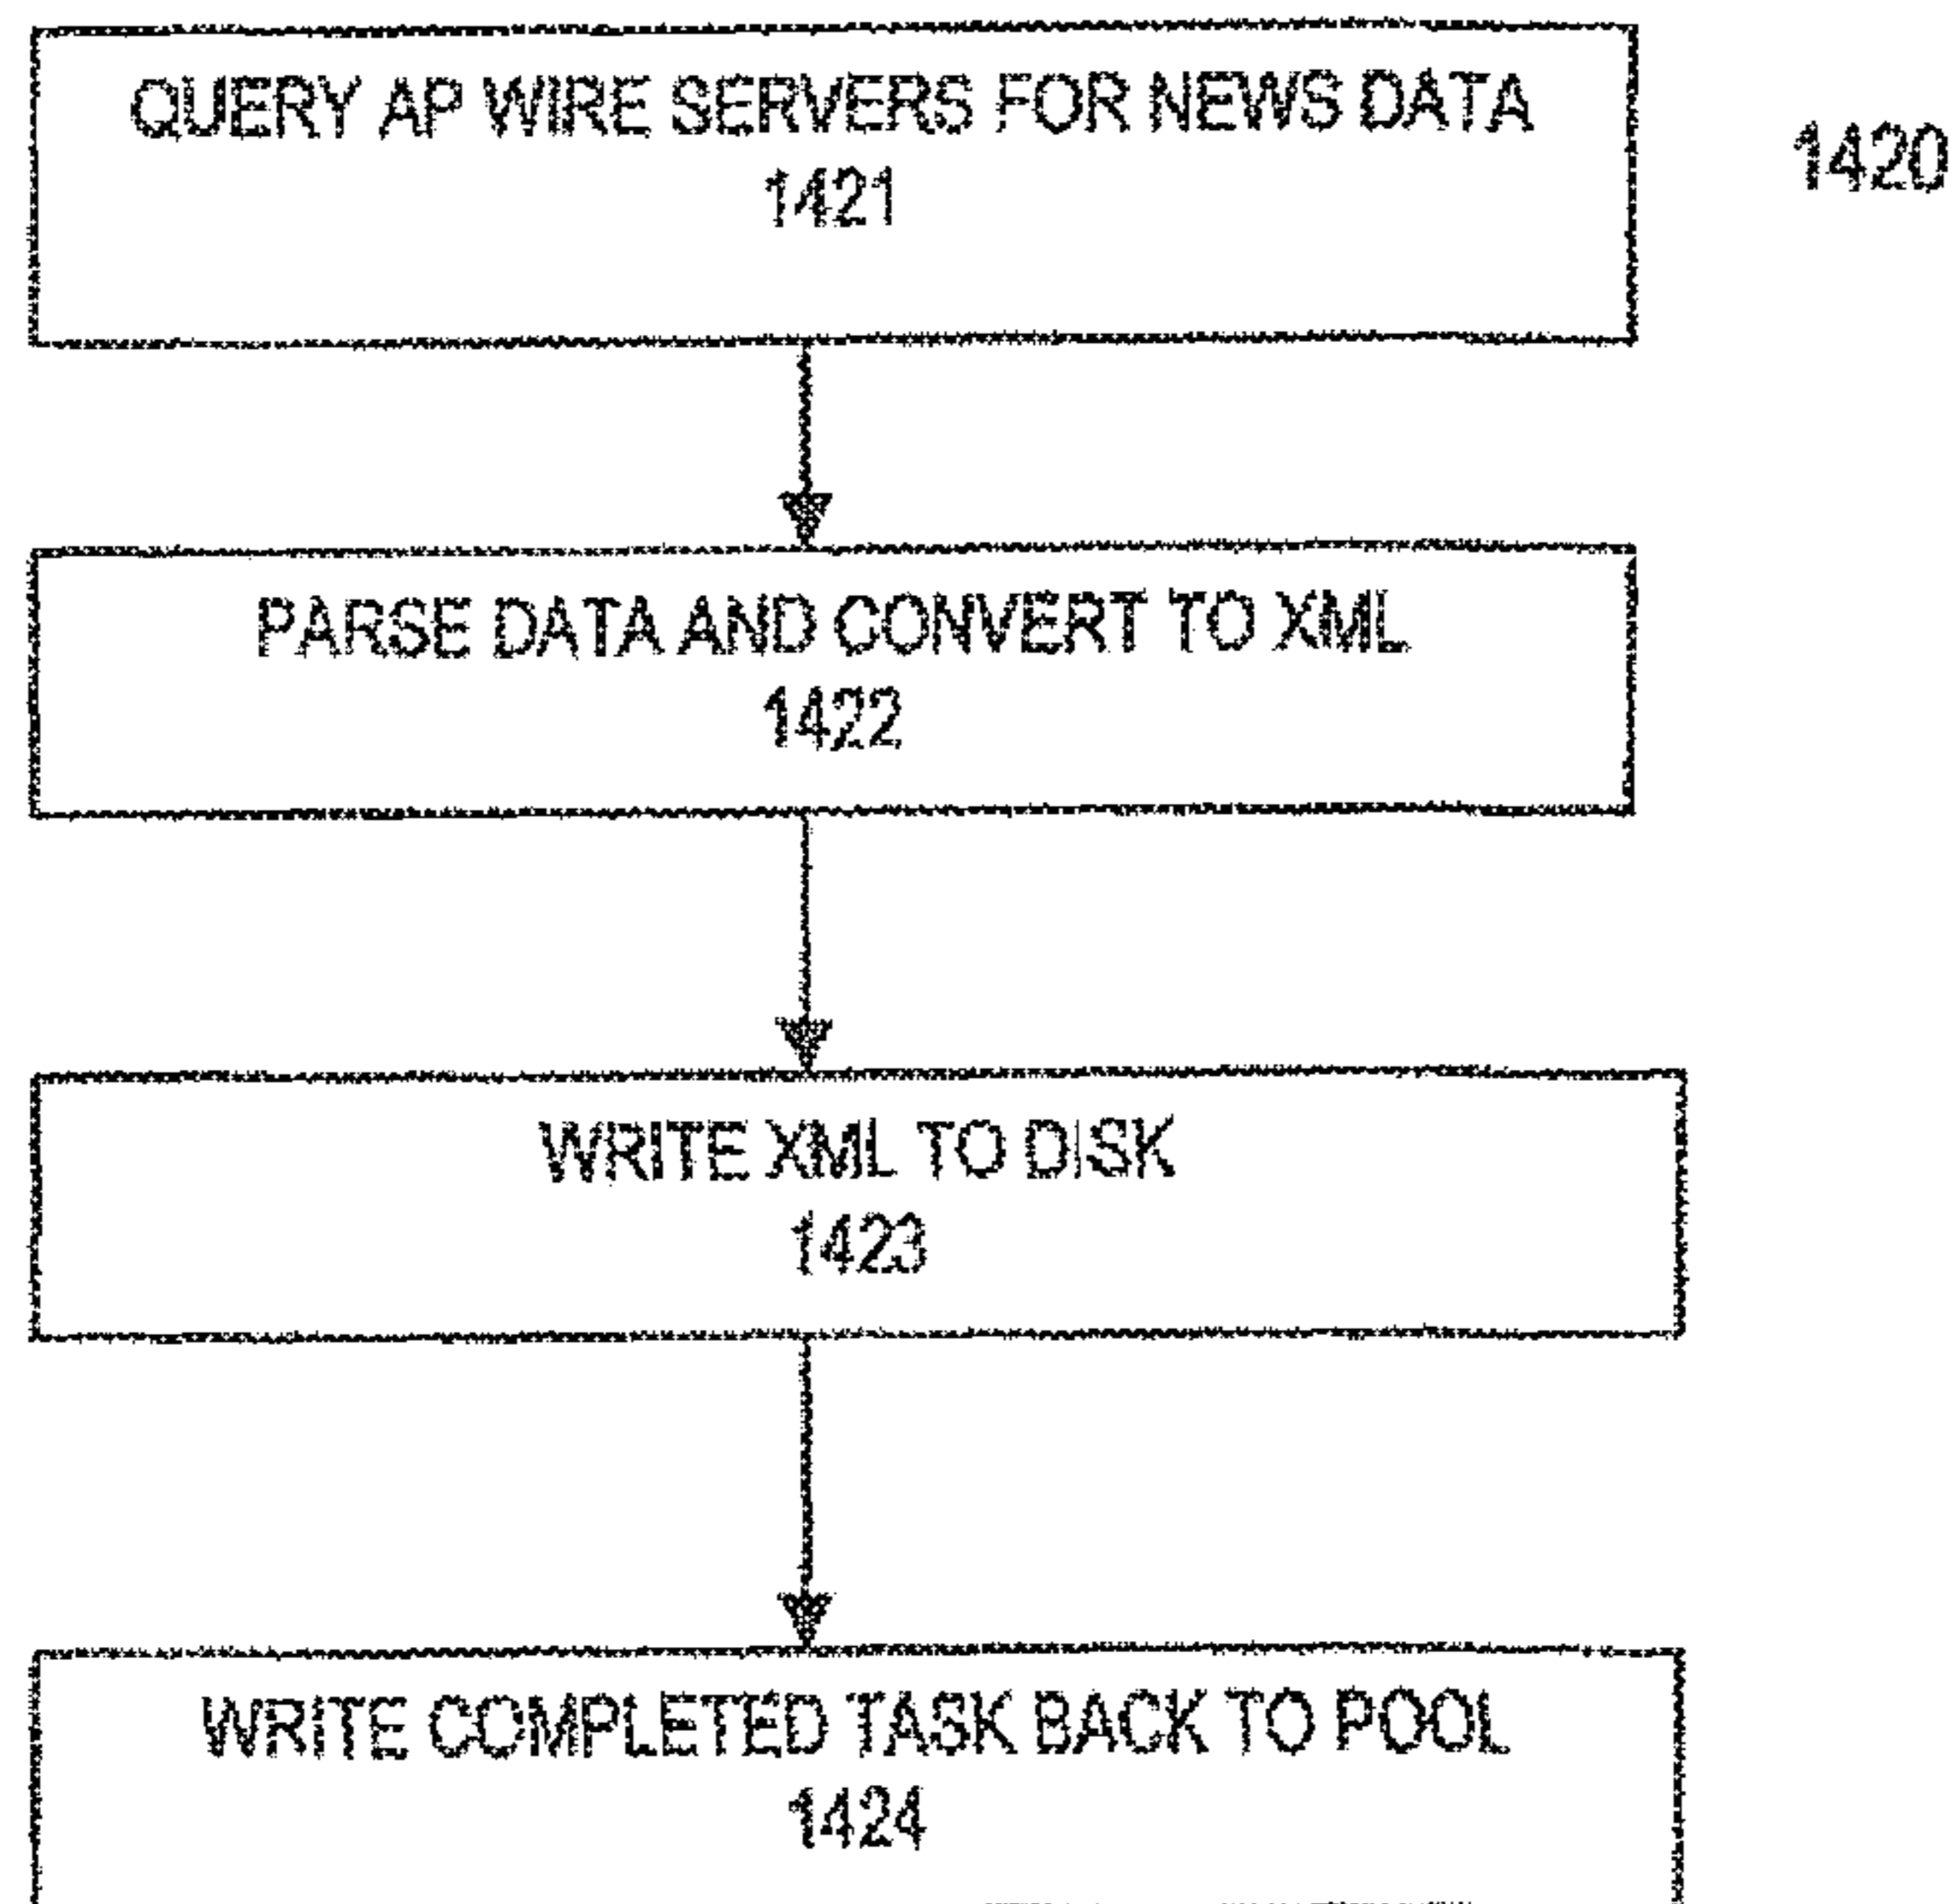 QUERY AP WIRE SERVERS FOR NEWS DATA
1421
1420
PARSE DATA AND CONVERT TO XML
1422
WRITE XML TO DISK
1423
WRITE COMPLETED TASK BACK TO POOL
1424